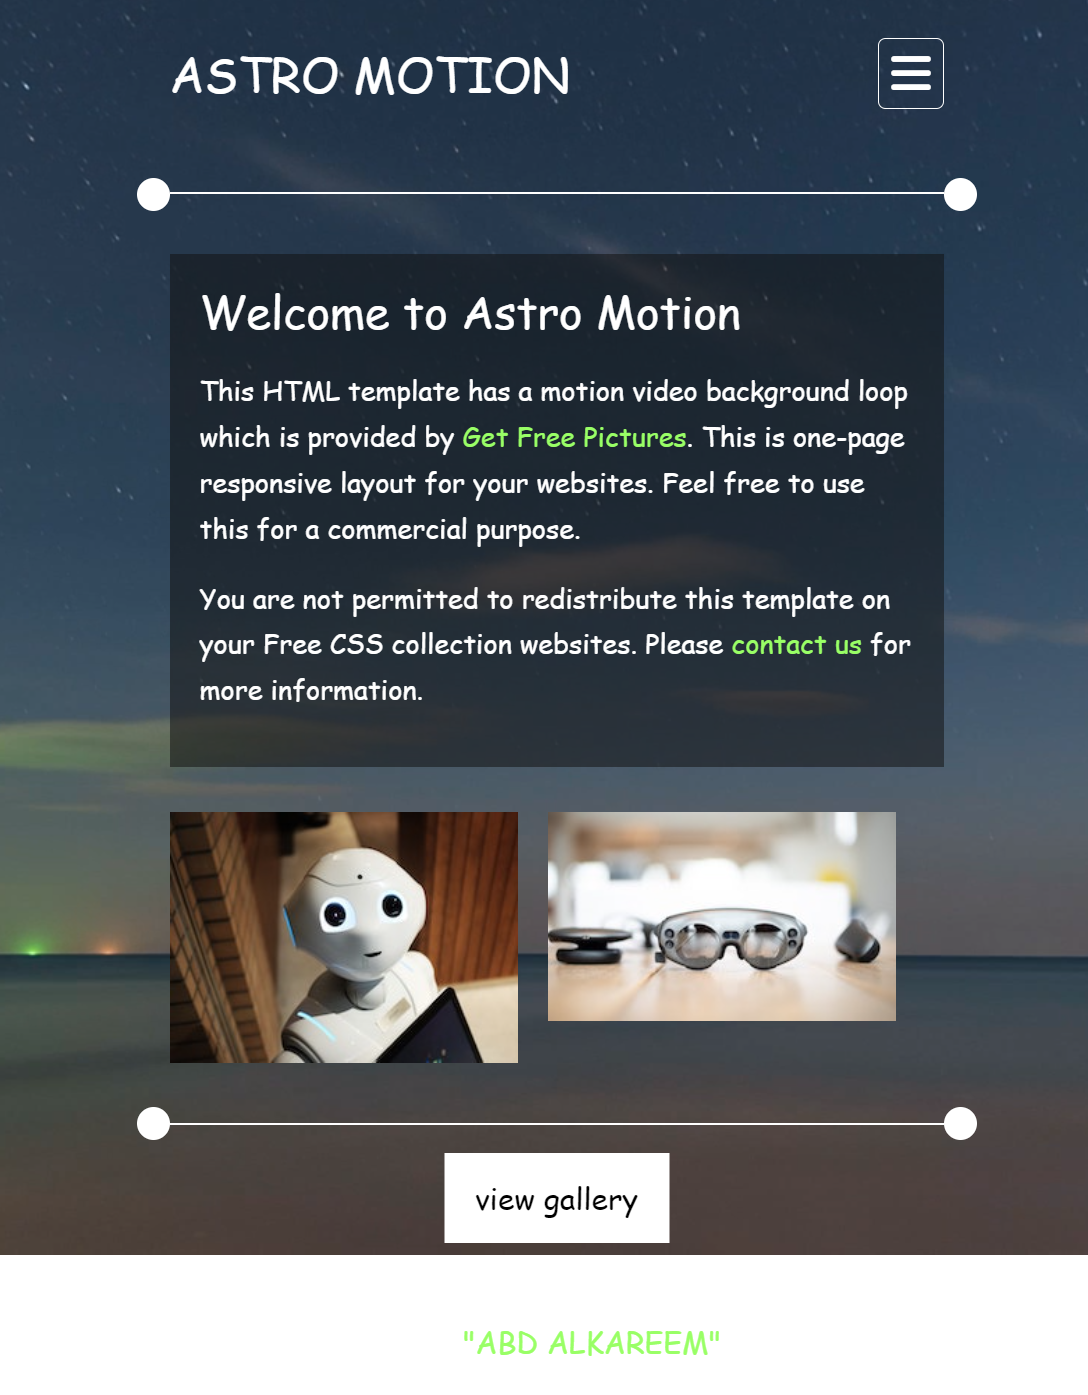 ASTRO MOTION
Welcome to Astro Motion
This HTML template has a motion video background loop
which is provided by Get Free Pictures. This is one-page
responsive layout for your websites. Feel free to use
this for a commercial purpose.
You are not permitted to redistribute this template on
your Free CSS collection websites. Please contact us for
more information.
view gallery
"ABD ALKAREEM"